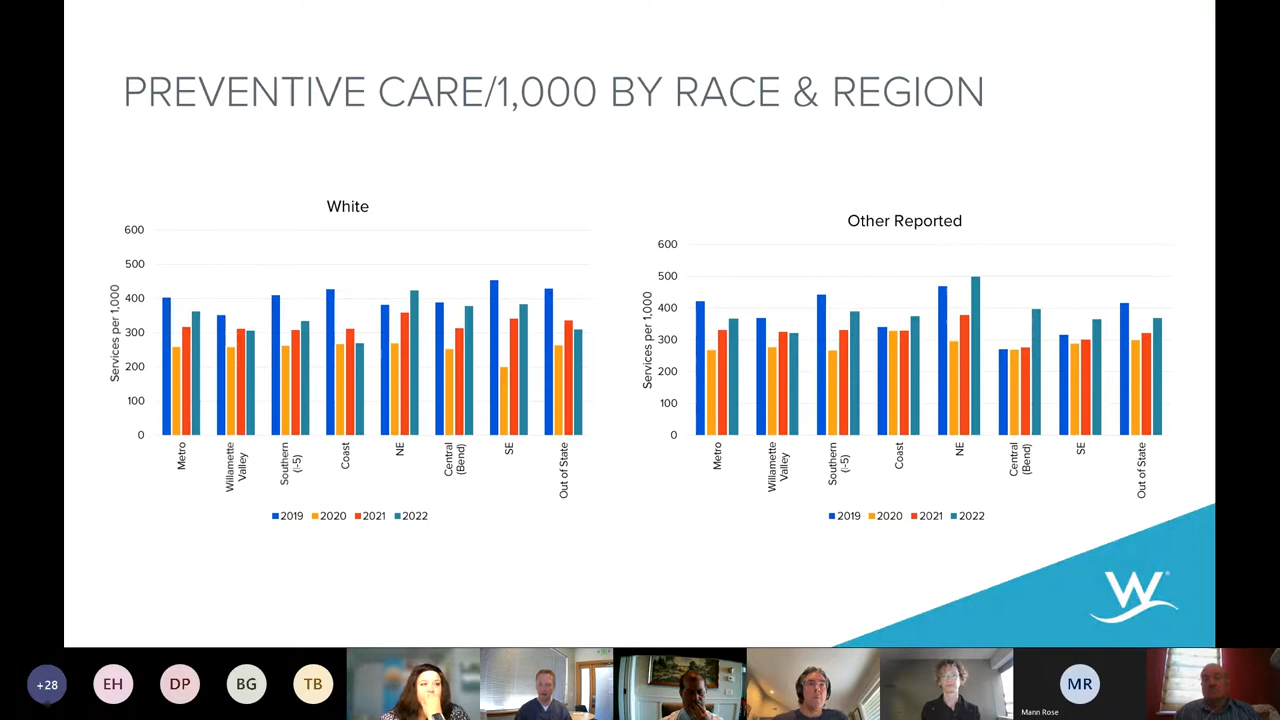 PREVENTIVE CARE/1,000 BY RACE & REGION
White
600
500
400
300
200
100
0
Services per 1,000
Metro
Willamette
Valley
Southern
(I-5)
Coast
NE
Central
(Bend)
SE
Out of State
2019 2020 2021 2022
Other Reported
600
500
400
300
200
100
0
Services per 1,000
Metro
Willamette
Valley
Southern
(I-5)
Coast
NE
Central
(Bend)
SE
Out of State
2019 2020 2021 2022
W
+28
EH
DP
BG
TB
MR
Mann Rose